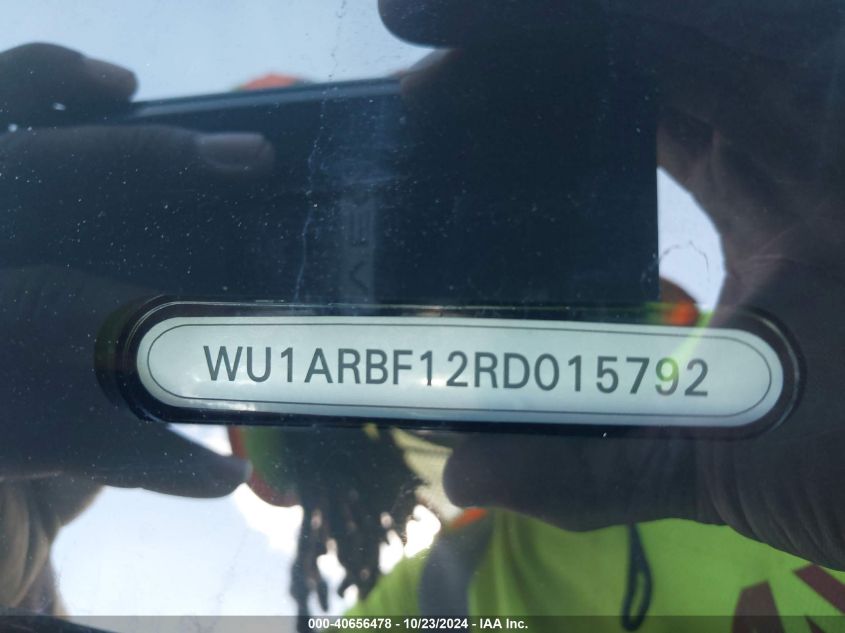 WU1ARBF12RD015792
000-40656478 - 10/23/2024 - IAA, Inc.